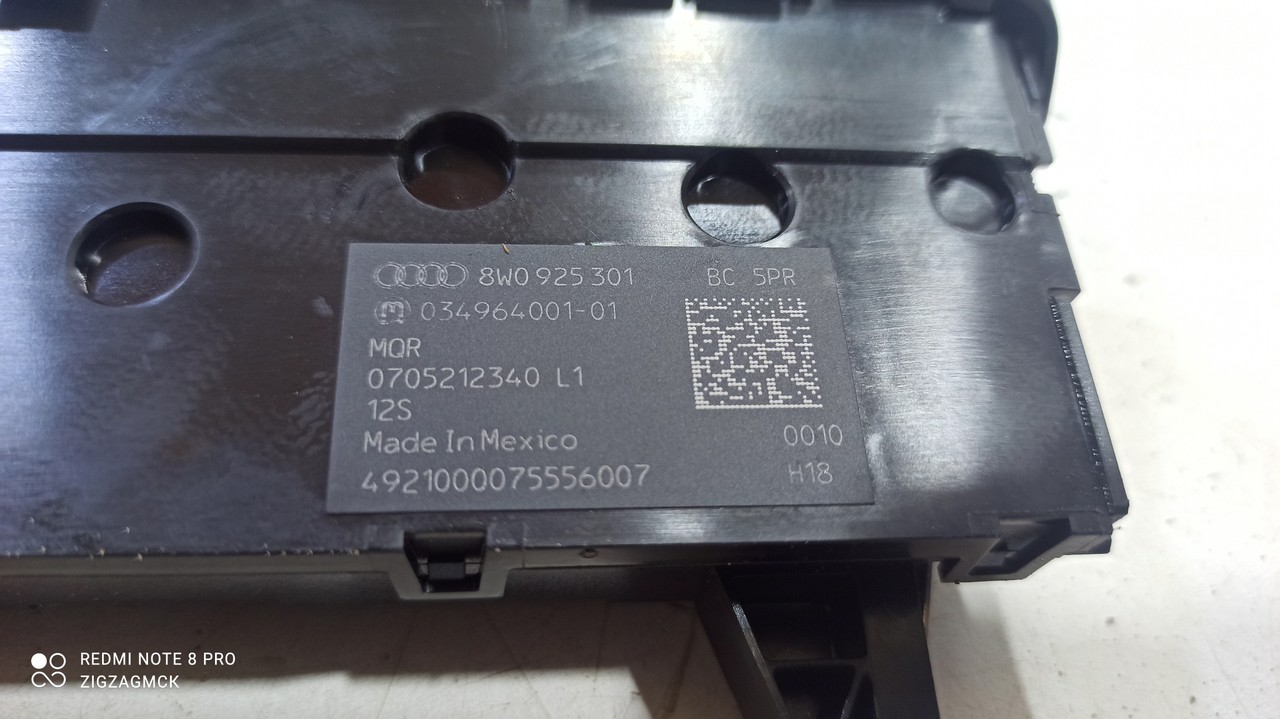 8W0 925 301 BC 5PR
034964001-01
MQR
0705212340 L1
12S
Made In Mexico 0010
4921000075556007 H18
REDMI NOTE 8 PRO
ZIGZAGMCK